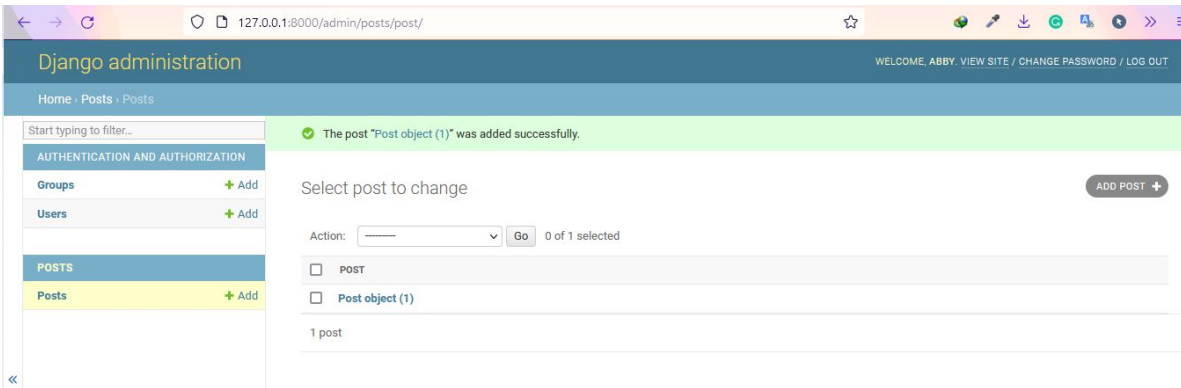 127.0.0.1:8000/admin/posts/post/
Django administration
WELCOME, ABBY. VIEW SITE / CHANGE PASSWORD / LOG OUT
Home › Posts › Posts
Start typing to filter...
AUTHENTICATION AND AUTHORIZATION
Groups + Add
Users + Add
POSTS
Posts + Add
«
The post “Post object (1)” was added successfully.
Select post to change
ADD POST +
Action: --------- Go 0 of 1 selected
POST
Post object (1)
1 post